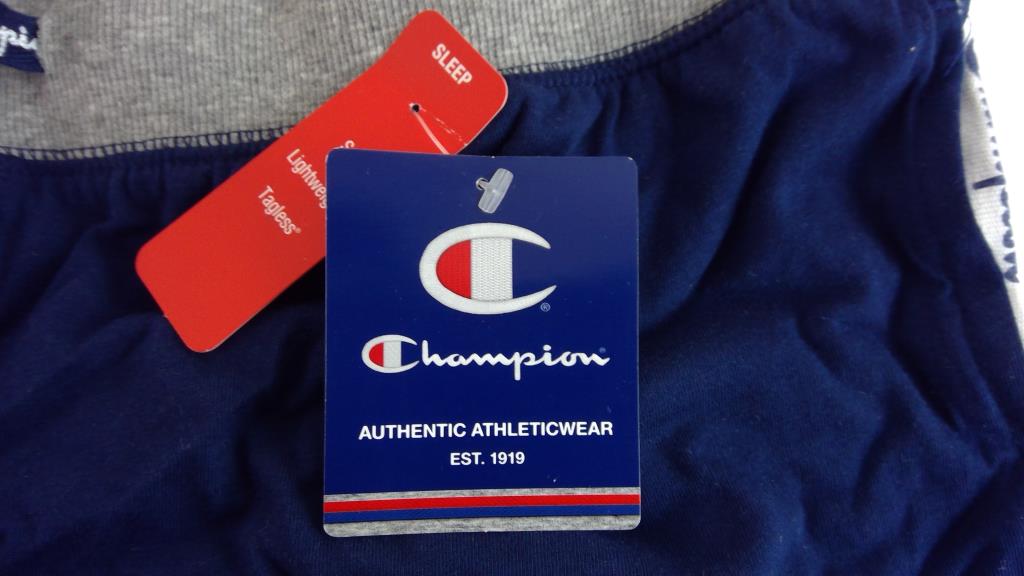 SLEEP
Lightweig
Tagless®
Champion®
AUTHENTIC ATHLETICWEAR
EST. 1919